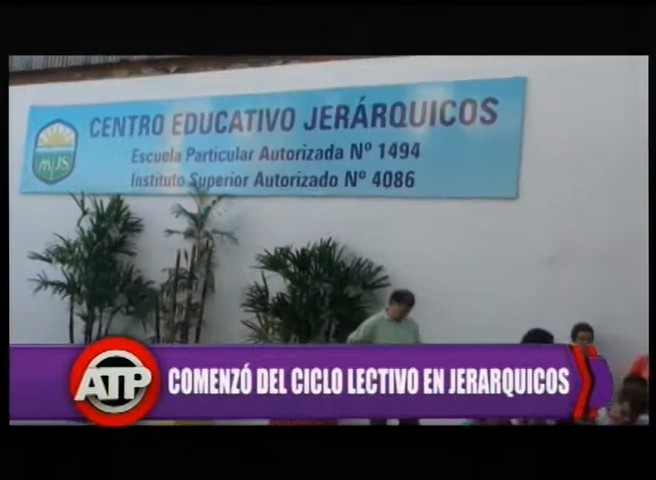 CENTRO EDUCATIVO JERÁRQUICOS
Escuela Particular AUTORIZADA Nº 1494
Instituto Superior AUTORIZADO Nº 4086
MJS
ATP
COMENZÓ DEL CICLO LECTIVO EN JERARQUICOS